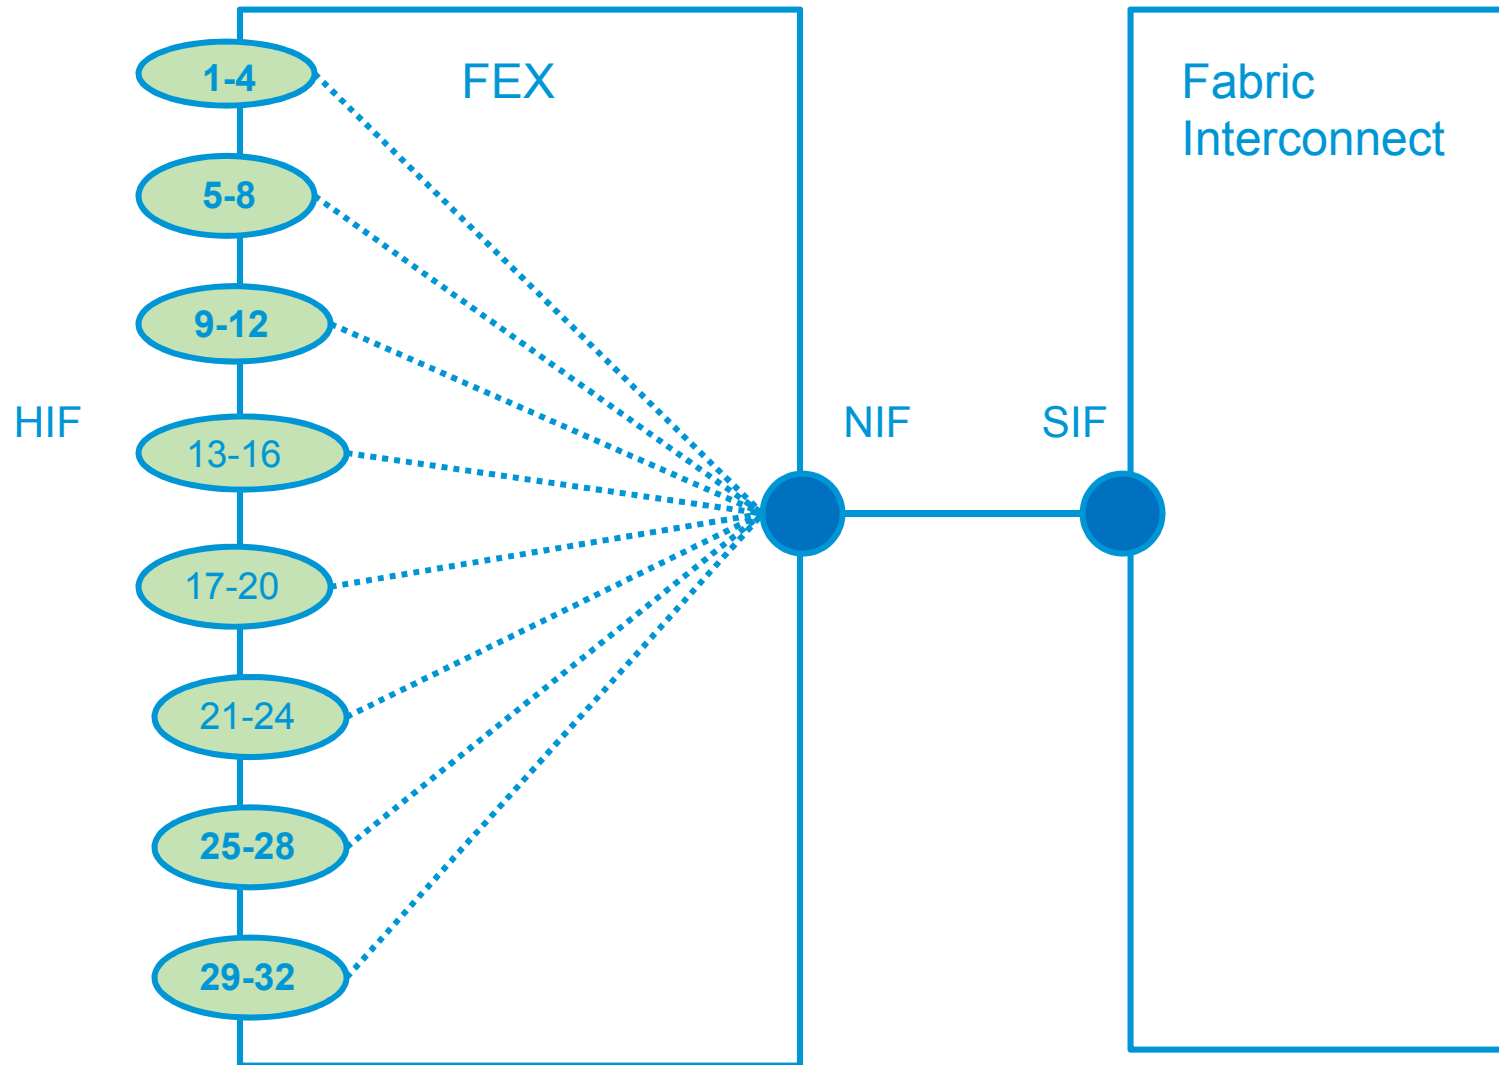 1-4
FEX
Fabric
Interconnect
5-8
9-12
HIF
NIF
SIF
13-16
17-20
21-24
25-28
29-32